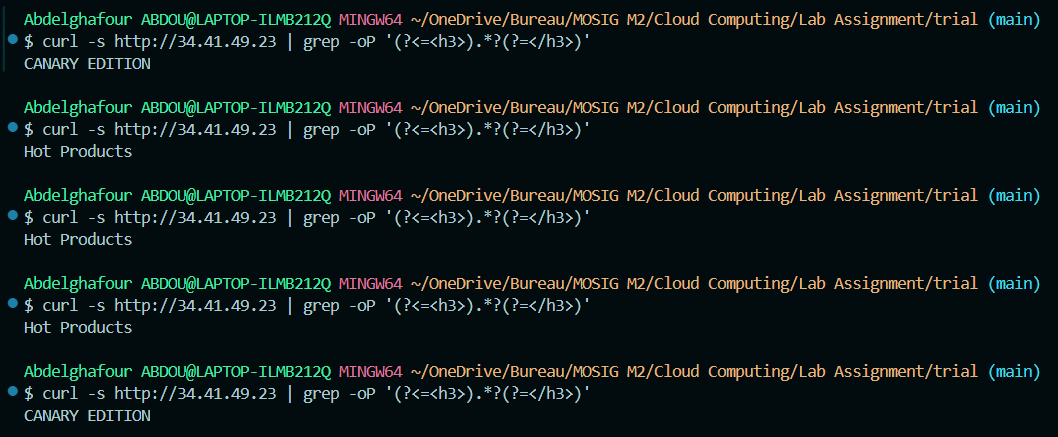 Abdelghafour ABDOU@LAPTOP-ILMB212Q MINGW64 ~/OneDrive/Bureau/MOSIG M2/Cloud Computing/Lab Assignment/trial (main)
$ curl -s http://34.41.49.23 | grep -oP '(?<=<h3>).*?(?=</h3>)'
CANARY EDITION
Abdelghafour ABDOU@LAPTOP-ILMB212Q MINGW64 ~/OneDrive/Bureau/MOSIG M2/Cloud Computing/Lab Assignment/trial (main)
$ curl -s http://34.41.49.23 | grep -oP '(?<=<h3>).*?(?=</h3>)'
Hot Products
Abdelghafour ABDOU@LAPTOP-ILMB212Q MINGW64 ~/OneDrive/Bureau/MOSIG M2/Cloud Computing/Lab Assignment/trial (main)
$ curl -s http://34.41.49.23 | grep -oP '(?<=<h3>).*?(?=</h3>)'
Hot Products
Abdelghafour ABDOU@LAPTOP-ILMB212Q MINGW64 ~/OneDrive/Bureau/MOSIG M2/Cloud Computing/Lab Assignment/trial (main)
$ curl -s http://34.41.49.23 | grep -oP '(?<=<h3>).*?(?=</h3>)'
Hot Products
Abdelghafour ABDOU@LAPTOP-ILMB212Q MINGW64 ~/OneDrive/Bureau/MOSIG M2/Cloud Computing/Lab Assignment/trial (main)
$ curl -s http://34.41.49.23 | grep -oP '(?<=<h3>).*?(?=</h3>)'
CANARY EDITION